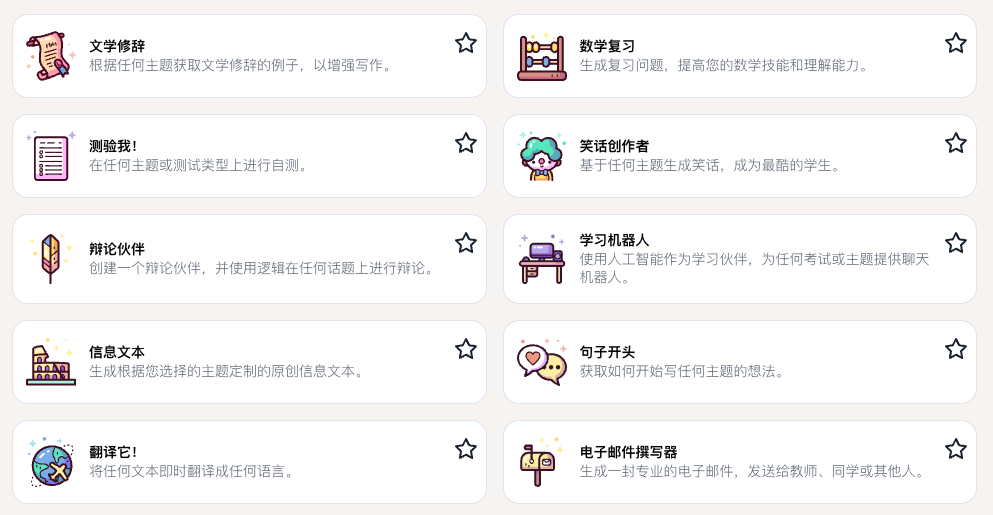 文学修辞
根据任何主题获取文学修辞的例子，以增强写作。
数学复习
生成复习问题，提高您的数学技能和理解能力。
测验我！
在任何主题或测试类型上进行自测。
笑话创作者
基于任何主题生成笑话，成为最酷的学生。
辩论伙伴
创建一个辩论伙伴，并使用逻辑在任何话题上进行辩论。
学习机器人
使用人工智能作为学习伙伴，为任何考试或主题提供聊天
机器人。
信息文本
生成根据您选择的主题定制的原创信息文本。
句子开头
获取如何开始写任何主题的想法。
翻译它！
将任何文本即时翻译成任何语言。
电子邮件撰写器
生成一封专业的电子邮件，发送给教师、同学或其他人。